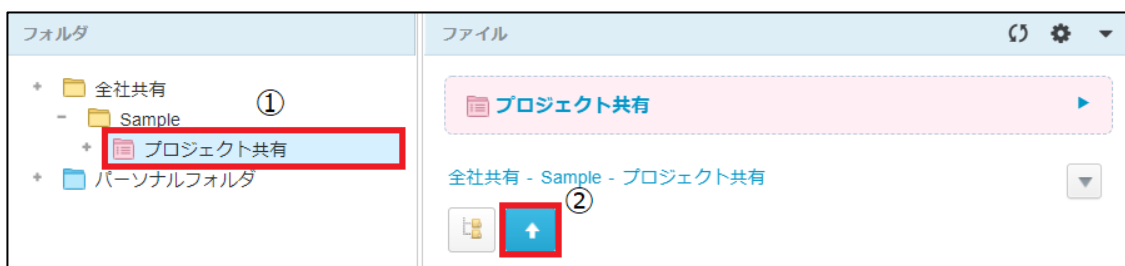 フォルダ
全社共有
①
Sample
プロジェクト共有
パーソナルフォルダ
ファイル
プロジェクト共有
全社共有 - Sample - プロジェクト共有
②